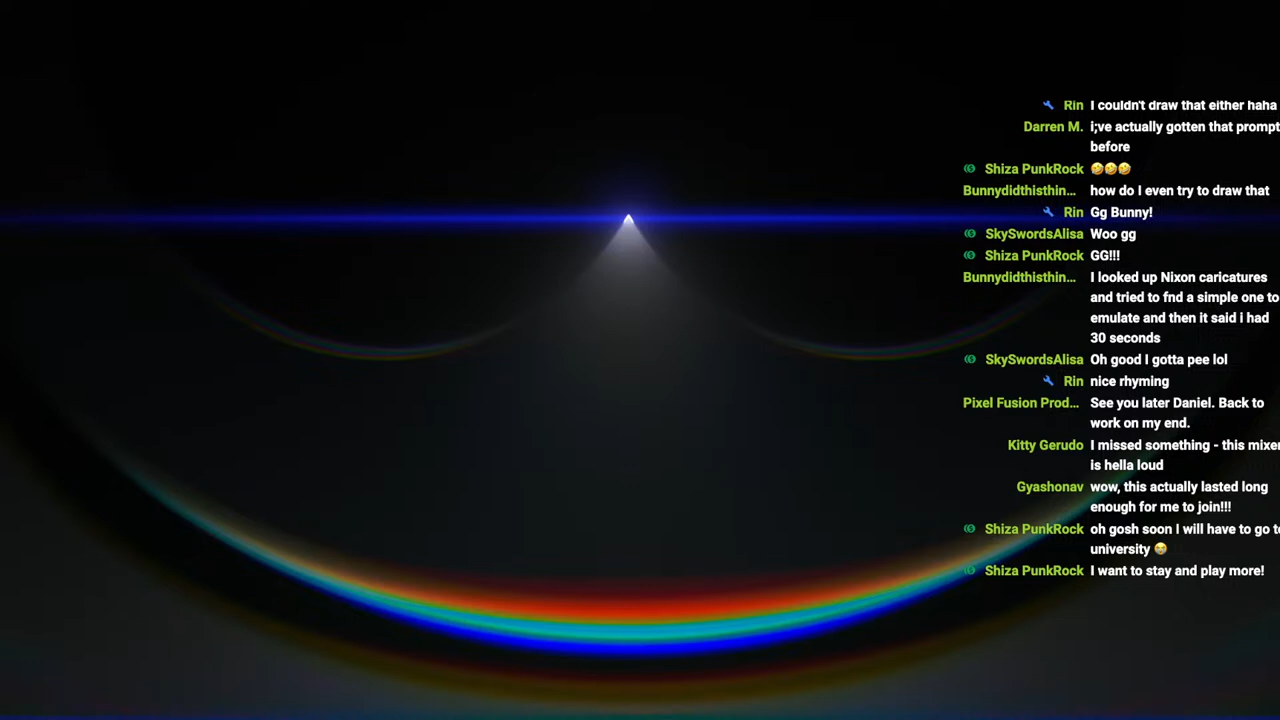 Rin I couldn't draw that either haha
Darren M. i;ve actually gotten that prompt
before
Shiza PunkRock 🤣🤣🤣
Bunnydidthisthin... how do I even try to draw that
Rin Gg Bunny!
SkySwordsAlisa Woo gg
Shiza PunkRock GG!!!
Bunnydidthisthin... I looked up Nixon caricatures
and tried to fnd a simple one to
emulate and then it said i had
30 seconds
SkySwordsAlisa Oh good I gotta pee lol
Rin nice rhyming
Pixel Fusion Prod... See you later Daniel. Back to
work on my end.
Kitty Gerudo I missed something - this mixer
is hella loud
Gyashonav wow, this actually lasted long
enough for me to join!!!
Shiza PunkRock oh gosh soon I will have to go to
university 😭
Shiza PunkRock I want to stay and play more!